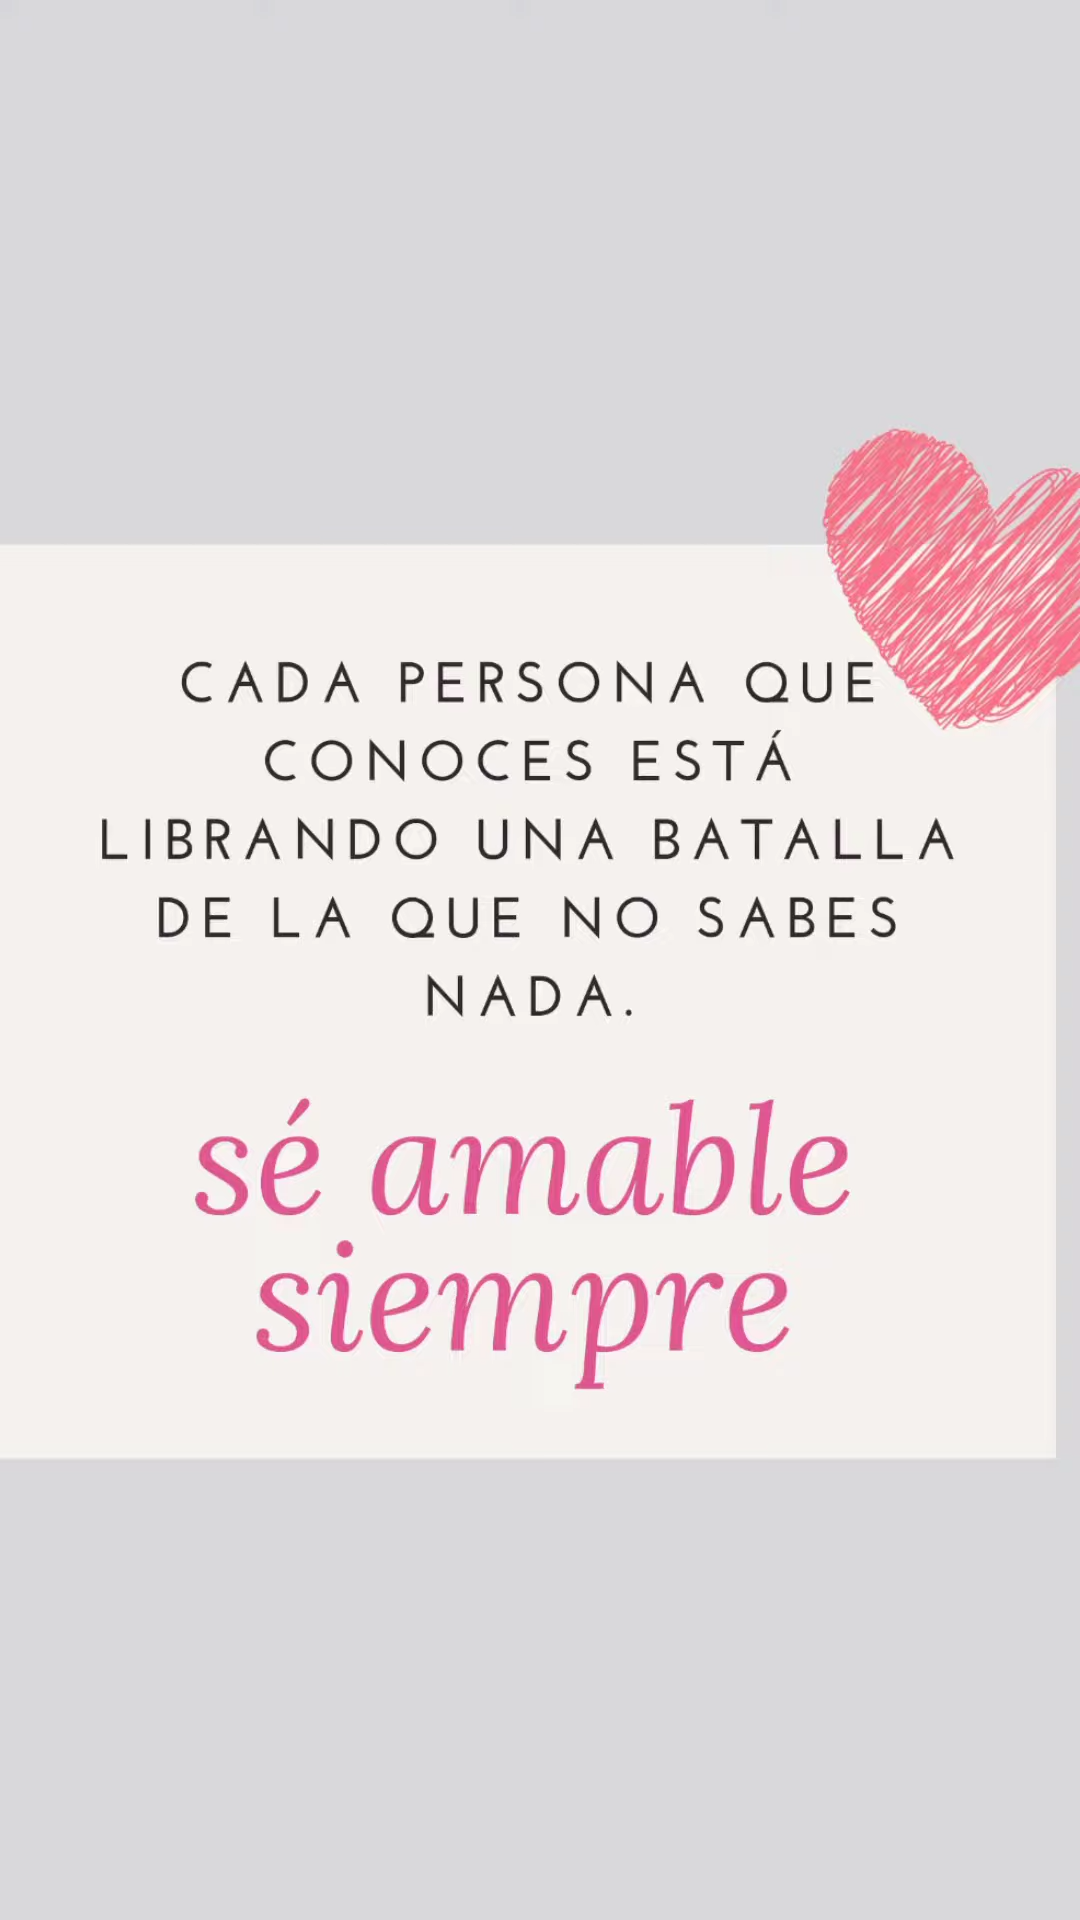 CADA PERSONA QUE
CONOCES ESTÁ
LIBRANDO UNA BATALLA
DE LA QUE NO SABES
NADA.
sé amable
siempre